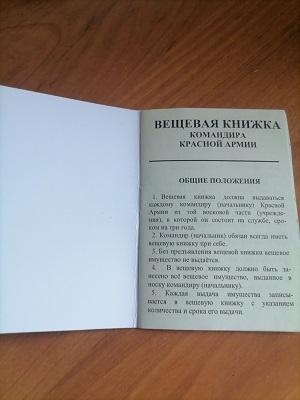 ВЕЩЕВАЯ КНИЖКА
КОМАНДИРА
КРАСНОЙ АРМИИ
ОБЩИЕ ПОЛОЖЕНИЯ
1. Вещевая книжка должна выдаваться
каждому командиру (начальнику) Красной
Армии из той воековой части (учрежде-
ния), в которой он состоит на службе, сро-
ком на три года.
2. Командир (начальник) обязан всегда иметь
вещевую книжку при себе.
3. Без предъявления вещевой книжки вещевое
имущество не выдаётся.
4. В вещевую книжку должно быть за-
несено всё вещевое имущество, выданное в
носку командиру (начальнику).
5. Каждая выдача имущества записы-
вается в вещевую книжку с указанием
количества и срока его выдачи.